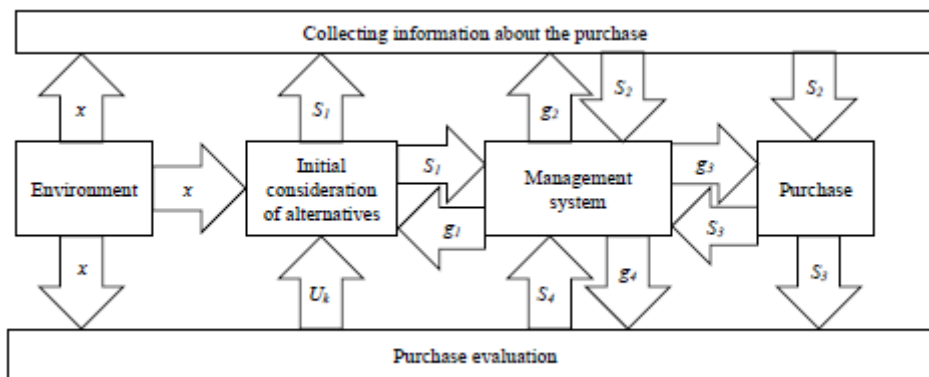 Collecting information about the purchase
x
S1
g2
S2
S2
Environment
x
Initial
consideration
of alternatives
S1
g1
Management
system
g3
S3
Purchase
x
Uk
S4
g4
S3
Purchase evaluation